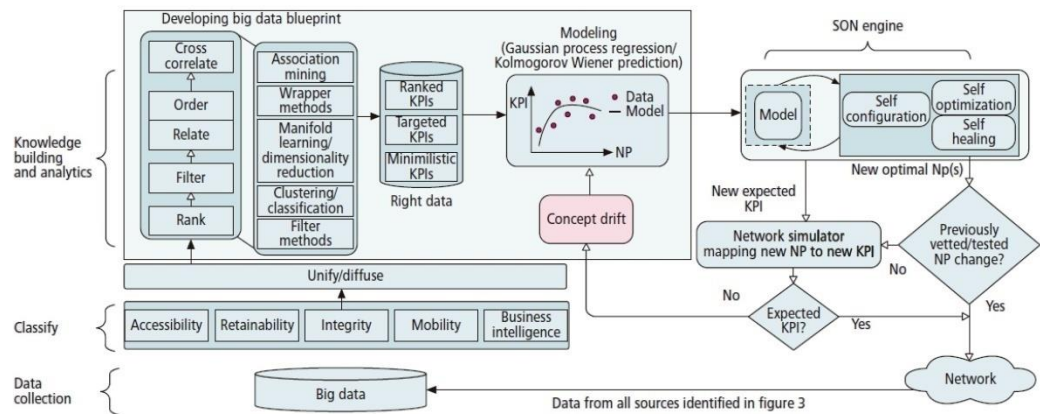 Developing big data blueprint
SON engine
Modeling
(Gaussian process regression/
Kolmogorov Wiener prediction)
Cross
correlate
Order
Relate
Filter
Rank
Association
mining
Wrapper
methods
Manifold
learning/
dimensionality
reduction
Clustering/
classification
Filter
methods
Ranked
KPIs
Targeted
KPIs
Minimilistic
KPIs
Right data
KPI
Data
Model
NP
Concept drift
Model
Self
configuration
Self
optimization
Self
healing
New expected
KPI
New optimal Np(s)
Network simulator
mapping new NP to new KPI
Previously
vetted/tested
NP change?
No
Yes
No
Expected
KPI?
Yes
Knowledge
building
and analytics
Unify/diffuse
Classify
Accessibility
Retainability
Integrity
Mobility
Business
intelligence
Data
collection
Big data
Data from all sources identified in figure 3
Network